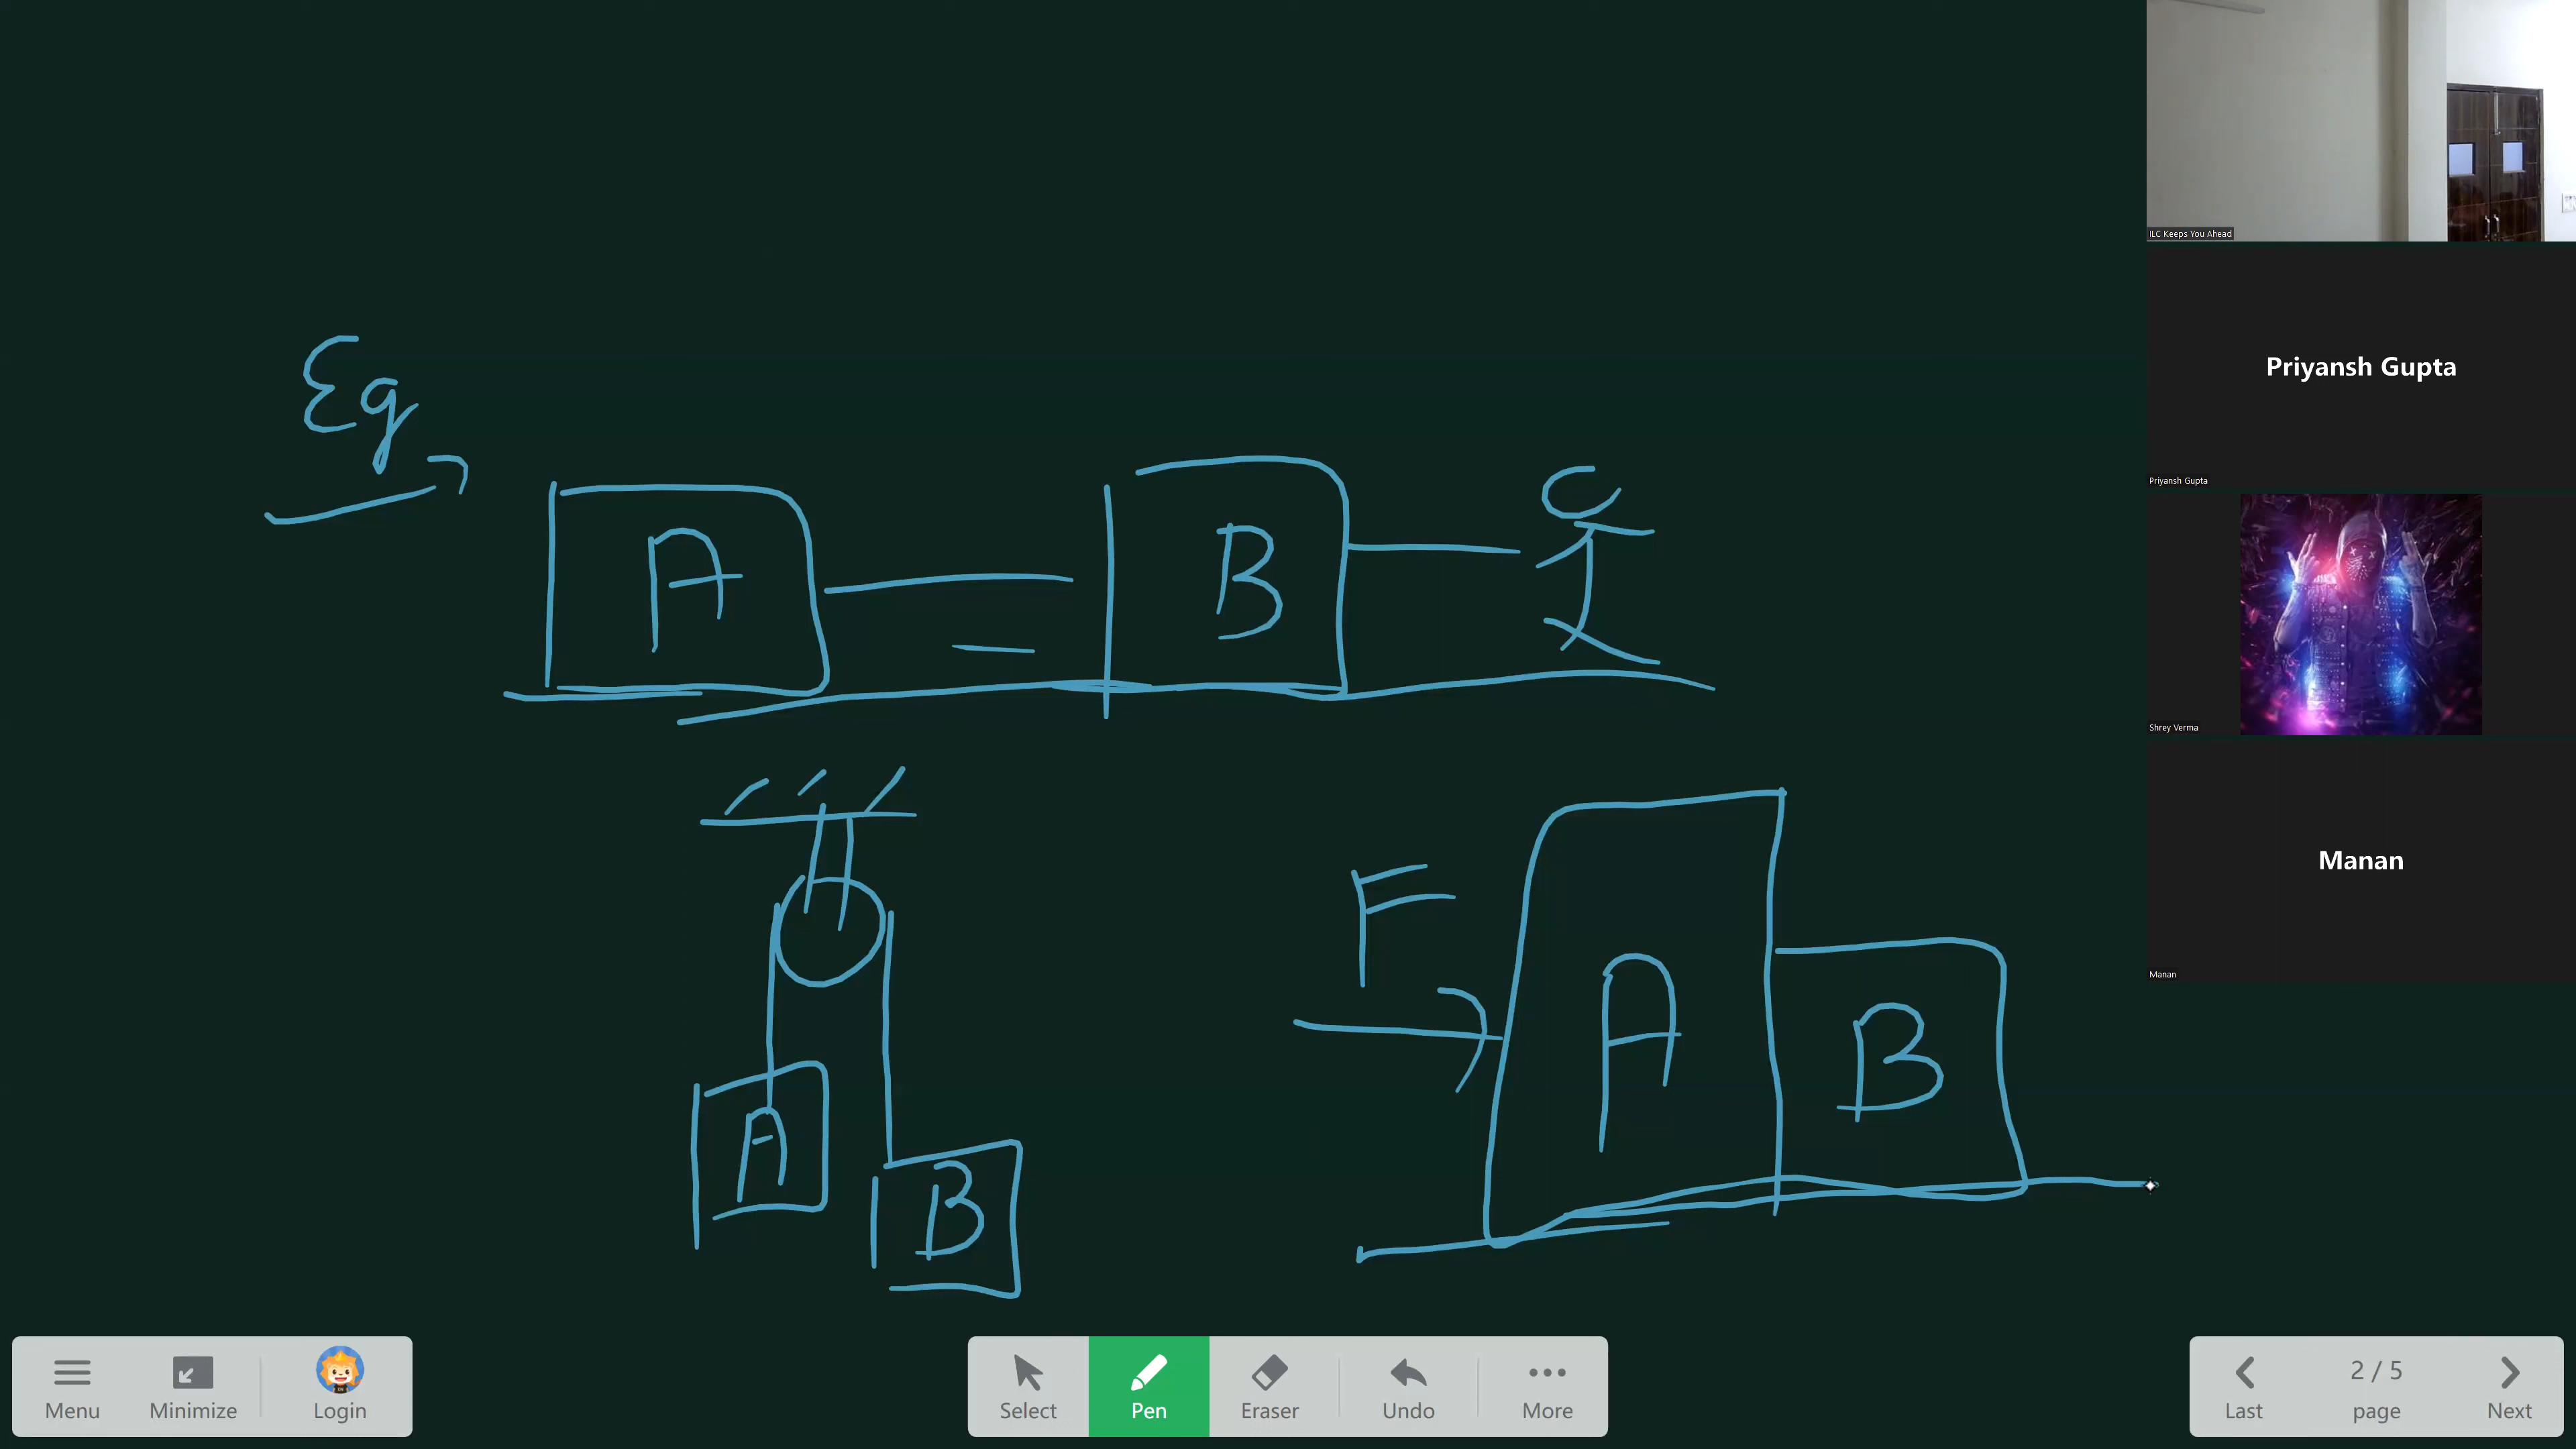 Eg
A B
F
A B
A
B
ILC Keeps You Ahead
Priyansh Gupta
Priyansh Gupta
Shrey Verma
Manan
Manan
Menu Minimize Login
Select Pen Eraser Undo More
2 / 5
Last page Next